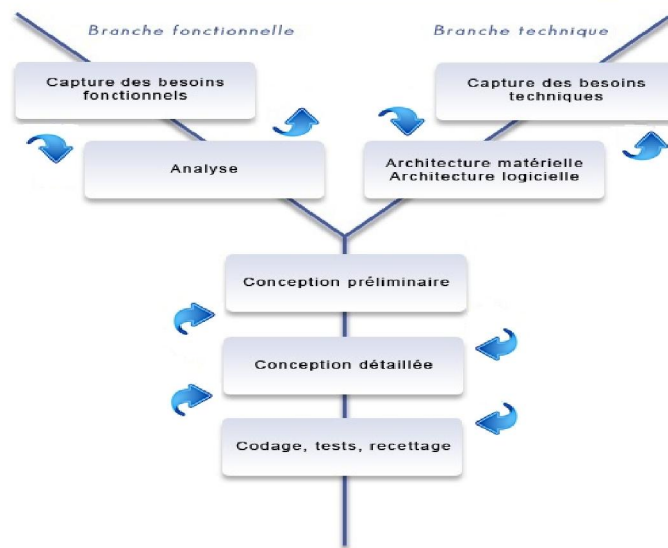 Branche fonctionnelle
Branche technique
Capture des besoins
fonctionnels
Capture des besoins
techniques
Analyse
Architecture matérielle
Architecture logicielle
Conception préliminaire
Conception détaillée
Codage, tests, recettage